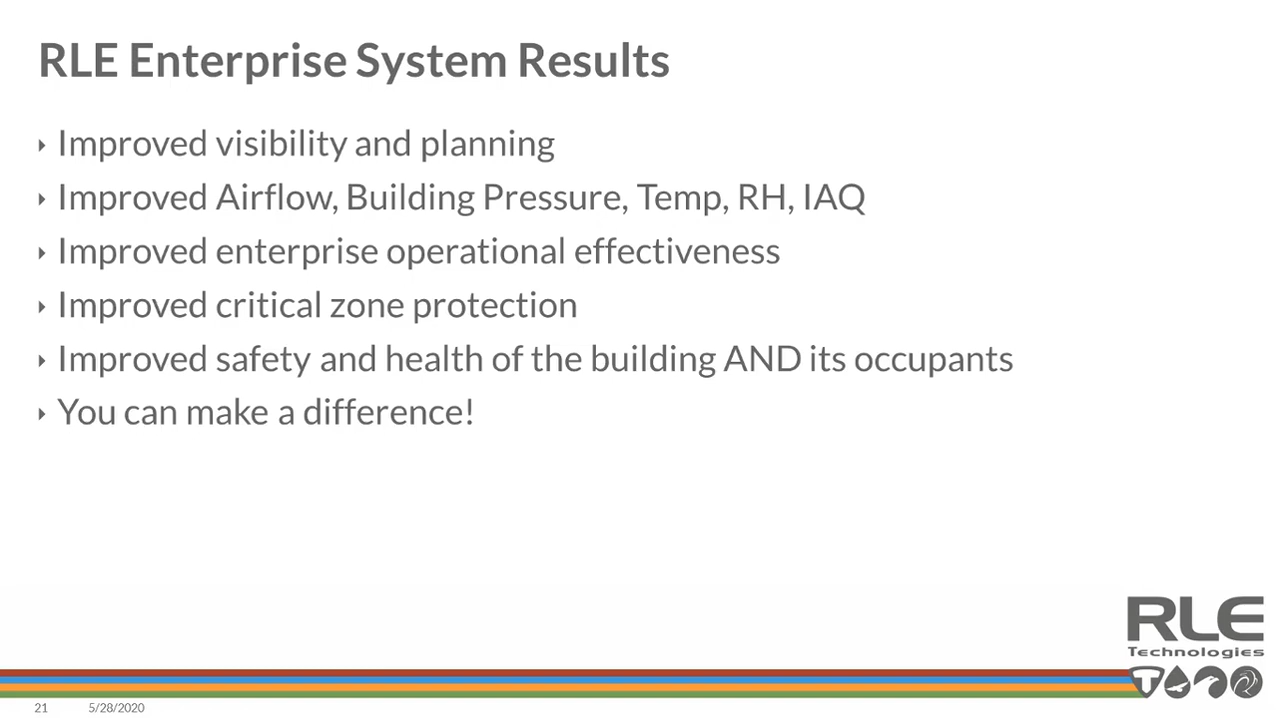 RLE Enterprise System Results
Improved visibility and planning
Improved Airflow, Building Pressure, Temp, RH, IAQ
Improved enterprise operational effectiveness
Improved critical zone protection
Improved safety and health of the building AND its occupants
You can make a difference!
RLE
Technologies
21 5/28/2020